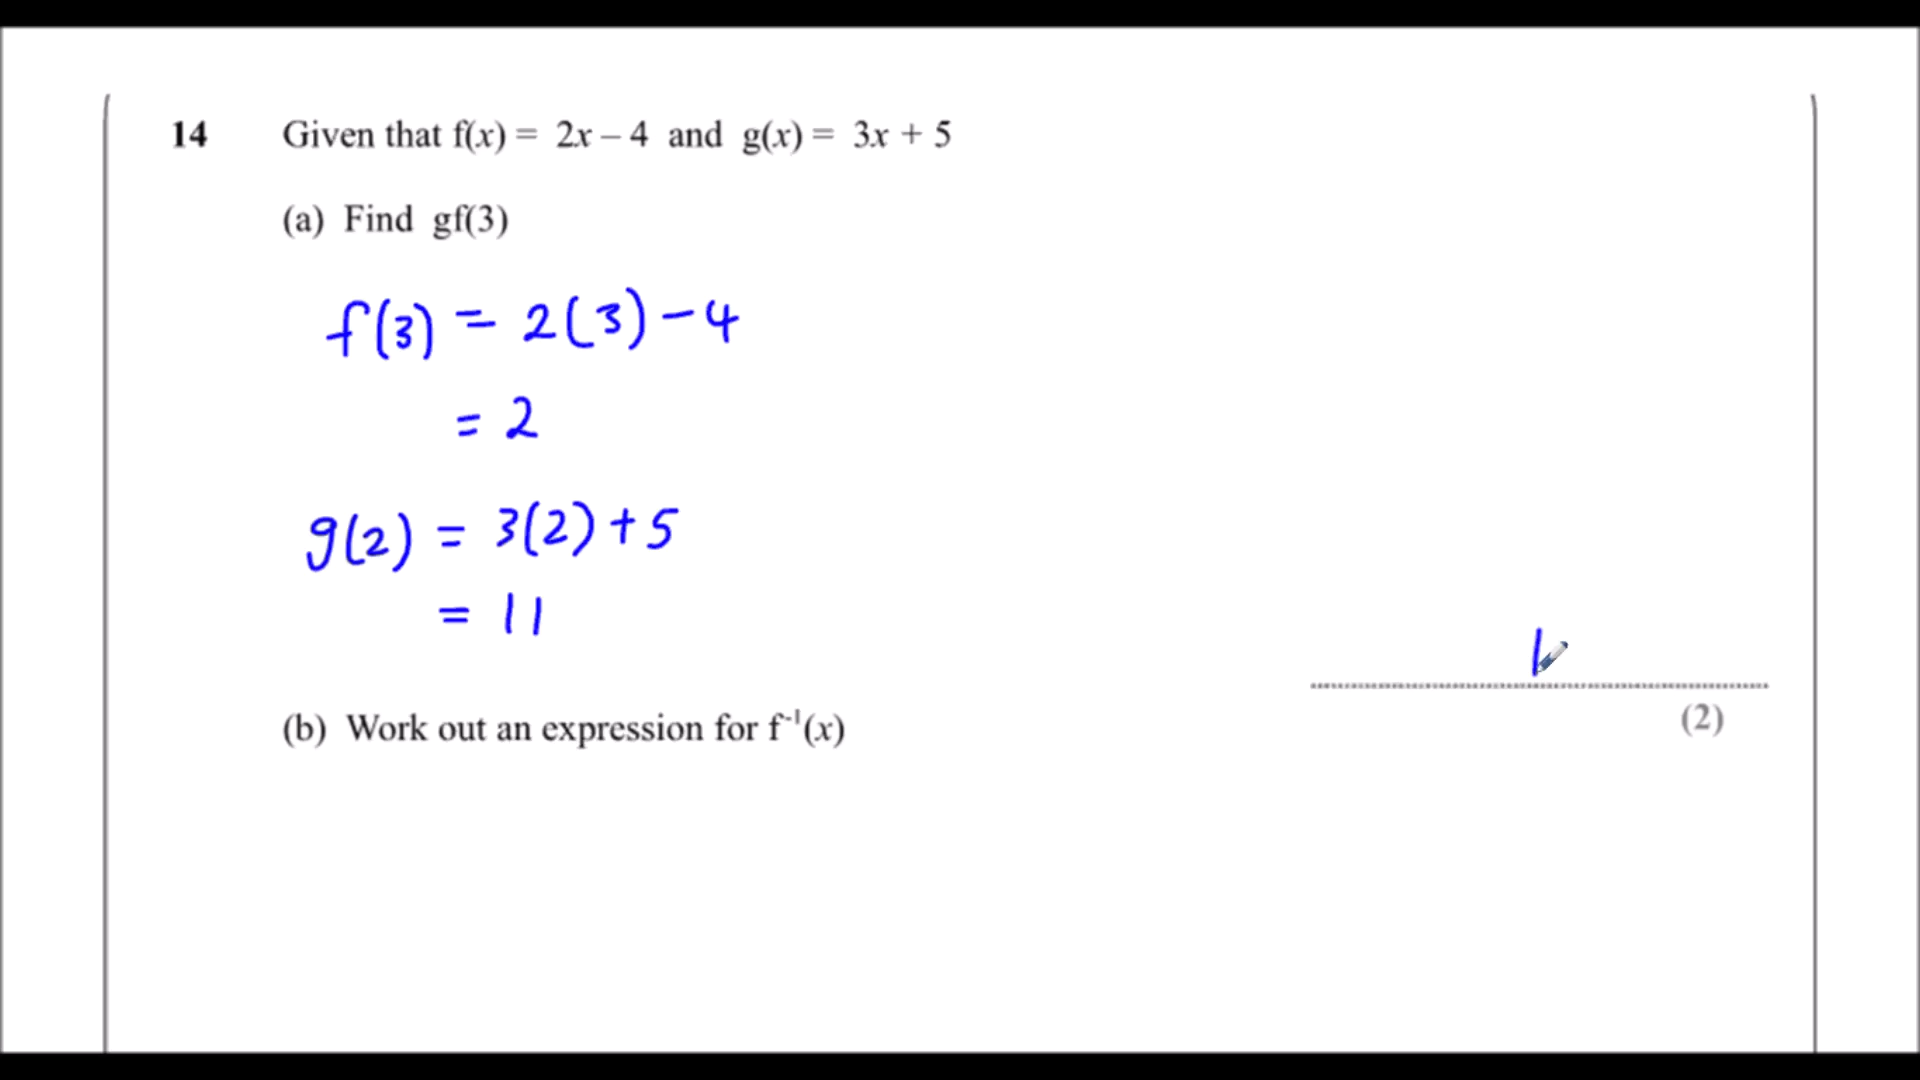 14 Given that f(x) = 2x – 4 and g(x) = 3x + 5
(a) Find gf(3)
f(3) = 2(3) - 4
= 2
g(2) = 3(2) + 5
= 11
1
(2)
(b) Work out an expression for f⁻¹(x)